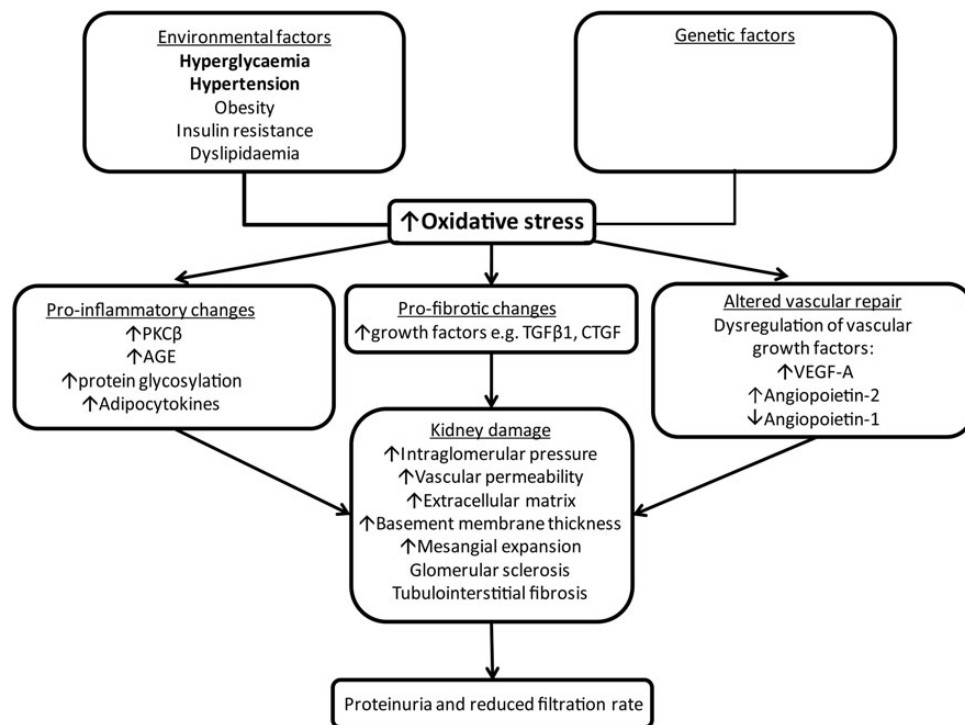 Environmental factors
Hyperglycaemia
Hypertension
Obesity
Insulin resistance
Dyslipidaemia
Genetic factors
↑Oxidative stress
Pro-inflammatory changes
↑PKCβ
↑AGE
↑protein glycosylation
↑Adipocytokines
Pro-fibrotic changes
↑growth factors e.g. TGFβ1, CTGF
Altered vascular repair
Dysregulation of vascular
growth factors:
↑VEGF-A
↑Angiopoietin-2
↓Angiopoietin-1
Kidney damage
↑Intraglomerular pressure
↑Vascular permeability
↑Extracellular matrix
↑Basement membrane thickness
↑Mesangial expansion
Glomerular sclerosis
Tubulointerstitial fibrosis
Proteinuria and reduced filtration rate